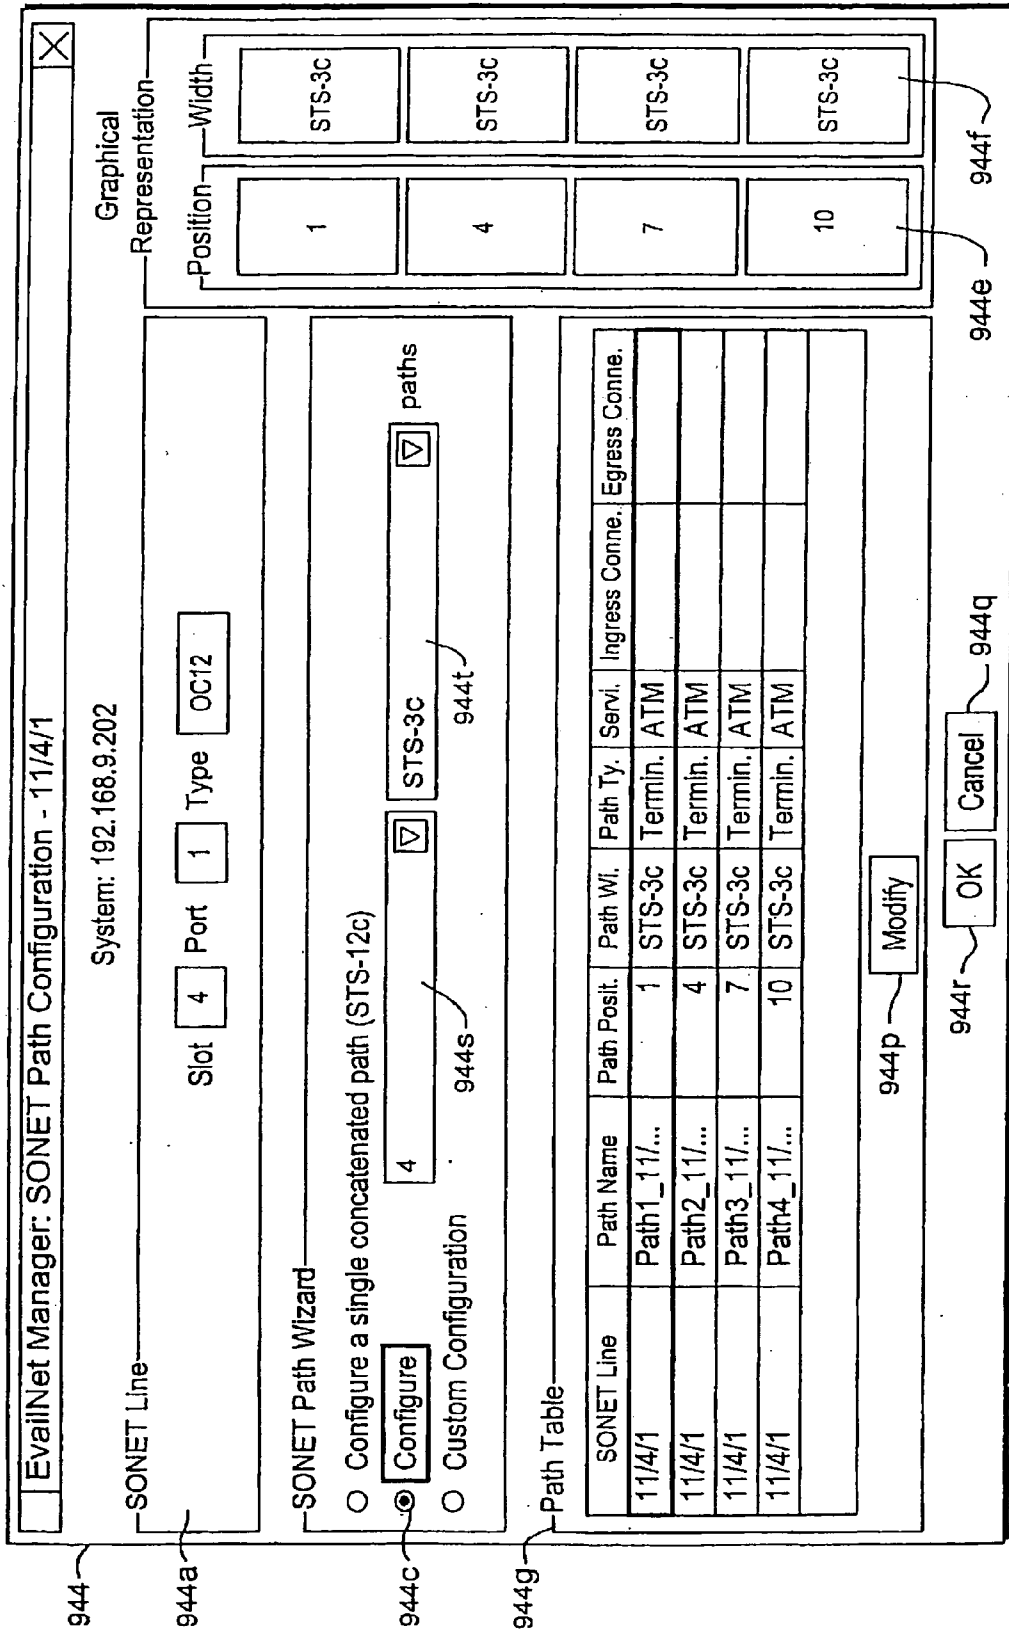 944
EvailNet Manager: SONET Path Configuration - 11/4/1
System: 192.168.9.202
944a
SONET Line
Slot 4 Port 1 Type OC12
SONET Path Wizard
Configure a single concatenated path (STS-12c)
944c
Configure 4 STS-3c paths
944s
944t
Custom Configuration
944g
Path Table
SONET Line Path Name Path Posit. Path Wi. Path Ty. Servi. Ingress Conne. Egress Conne.
11/4/1 Path1_11/... 1 STS-3c Termin. ATM
11/4/1 Path2_11/... 4 STS-3c Termin. ATM
11/4/1 Path3_11/... 7 STS-3c Termin. ATM
11/4/1 Path4_11/... 10 STS-3c Termin. ATM
944p
Modify
944r
OK
Cancel
944q
Graphical
Representation
Position Width
1 STS-3c
4 STS-3c
7 STS-3c
10 STS-3c
944e
944f